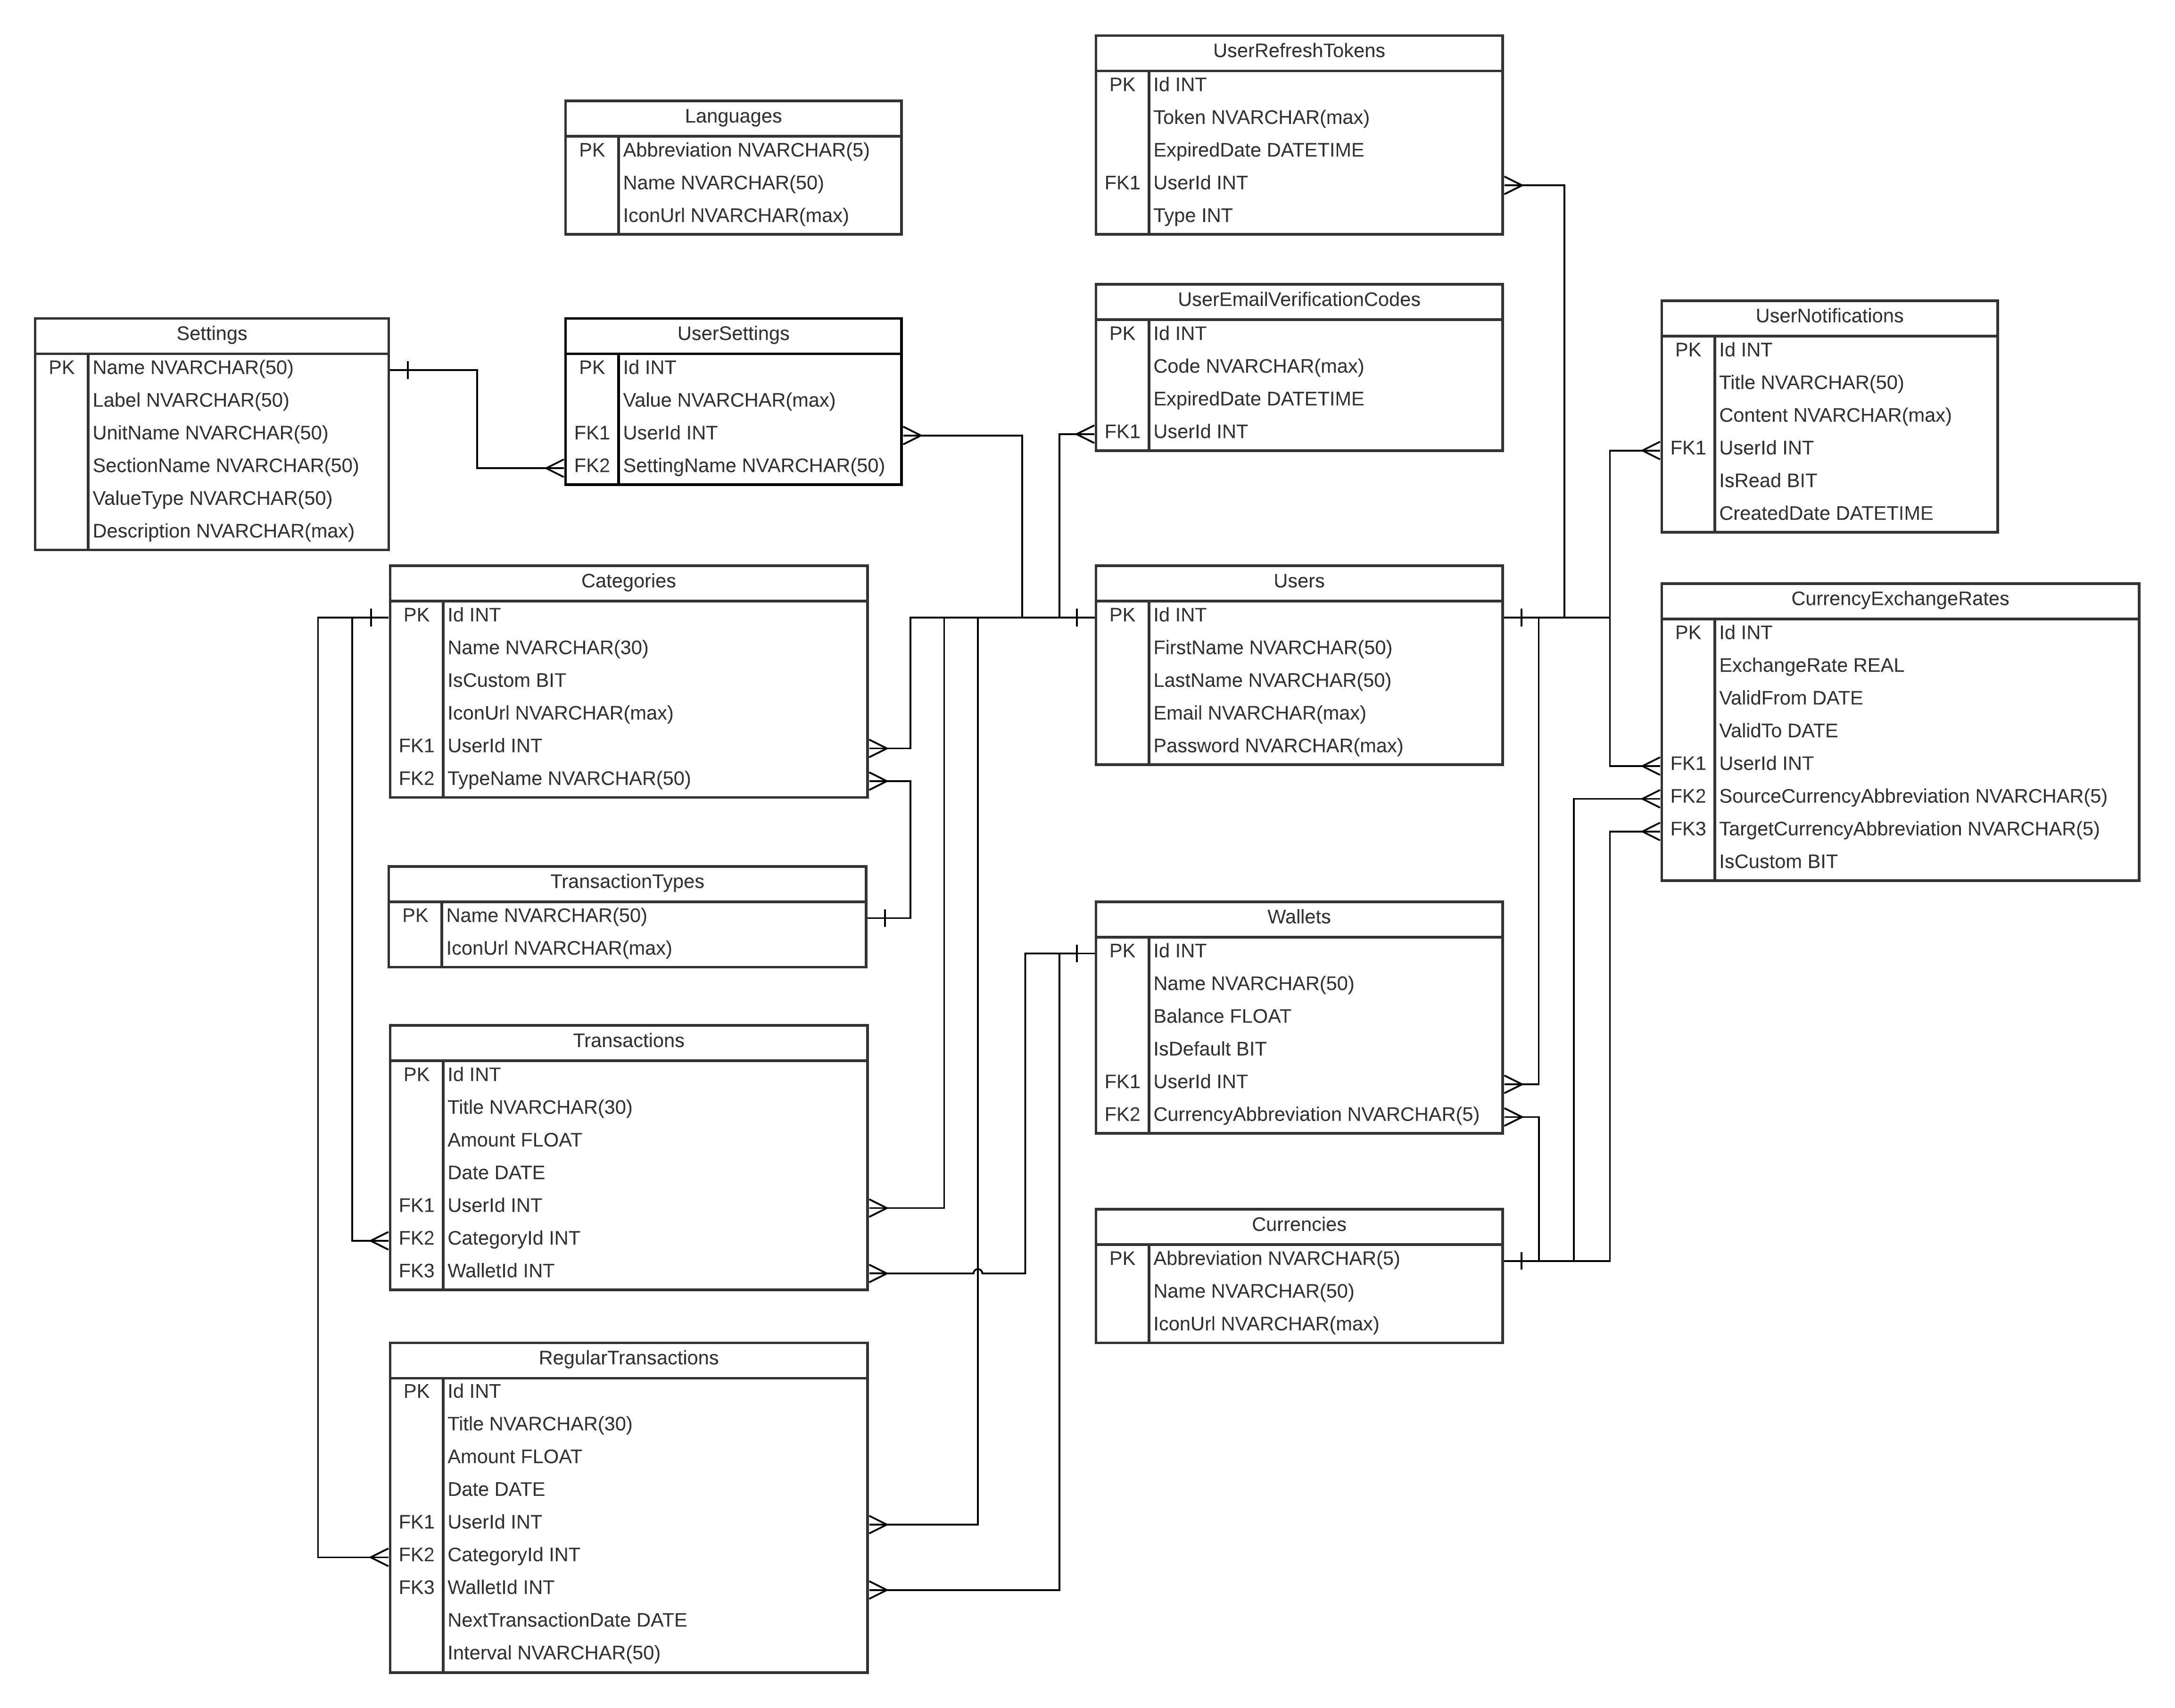 UserRefreshTokens
PK Id INT
Token NVARCHAR(max)
ExpiredDate DATETIME
FK1 UserId INT
Type INT
Languages
PK Abbreviation NVARCHAR(5)
Name NVARCHAR(50)
IconUrl NVARCHAR(max)
Settings
PK Name NVARCHAR(50)
Label NVARCHAR(50)
UnitName NVARCHAR(50)
SectionName NVARCHAR(50)
ValueType NVARCHAR(50)
Description NVARCHAR(max)
UserSettings
PK Id INT
Value NVARCHAR(max)
FK1 UserId INT
FK2 SettingName NVARCHAR(50)
UserEmailVerificationCodes
PK Id INT
Code NVARCHAR(max)
ExpiredDate DATETIME
FK1 UserId INT
UserNotifications
PK Id INT
Title NVARCHAR(50)
Content NVARCHAR(max)
FK1 UserId INT
IsRead BIT
CreatedDate DATETIME
Categories
PK Id INT
Name NVARCHAR(30)
IsCustom BIT
IconUrl NVARCHAR(max)
FK1 UserId INT
FK2 TypeName NVARCHAR(50)
Users
PK Id INT
FirstName NVARCHAR(50)
LastName NVARCHAR(50)
Email NVARCHAR(max)
Password NVARCHAR(max)
CurrencyExchangeRates
PK Id INT
ExchangeRate REAL
ValidFrom DATE
ValidTo DATE
FK1 UserId INT
FK2 SourceCurrencyAbbreviation NVARCHAR(5)
FK3 TargetCurrencyAbbreviation NVARCHAR(5)
IsCustom BIT
TransactionTypes
PK Name NVARCHAR(50)
IconUrl NVARCHAR(max)
Wallets
PK Id INT
Name NVARCHAR(50)
Balance FLOAT
IsDefault BIT
FK1 UserId INT
FK2 CurrencyAbbreviation NVARCHAR(5)
Transactions
PK Id INT
Title NVARCHAR(30)
Amount FLOAT
Date DATE
FK1 UserId INT
FK2 CategoryId INT
FK3 WalletId INT
Currencies
PK Abbreviation NVARCHAR(5)
Name NVARCHAR(50)
IconUrl NVARCHAR(max)
RegularTransactions
PK Id INT
Title NVARCHAR(30)
Amount FLOAT
Date DATE
FK1 UserId INT
FK2 CategoryId INT
FK3 WalletId INT
NextTransactionDate DATE
Interval NVARCHAR(50)